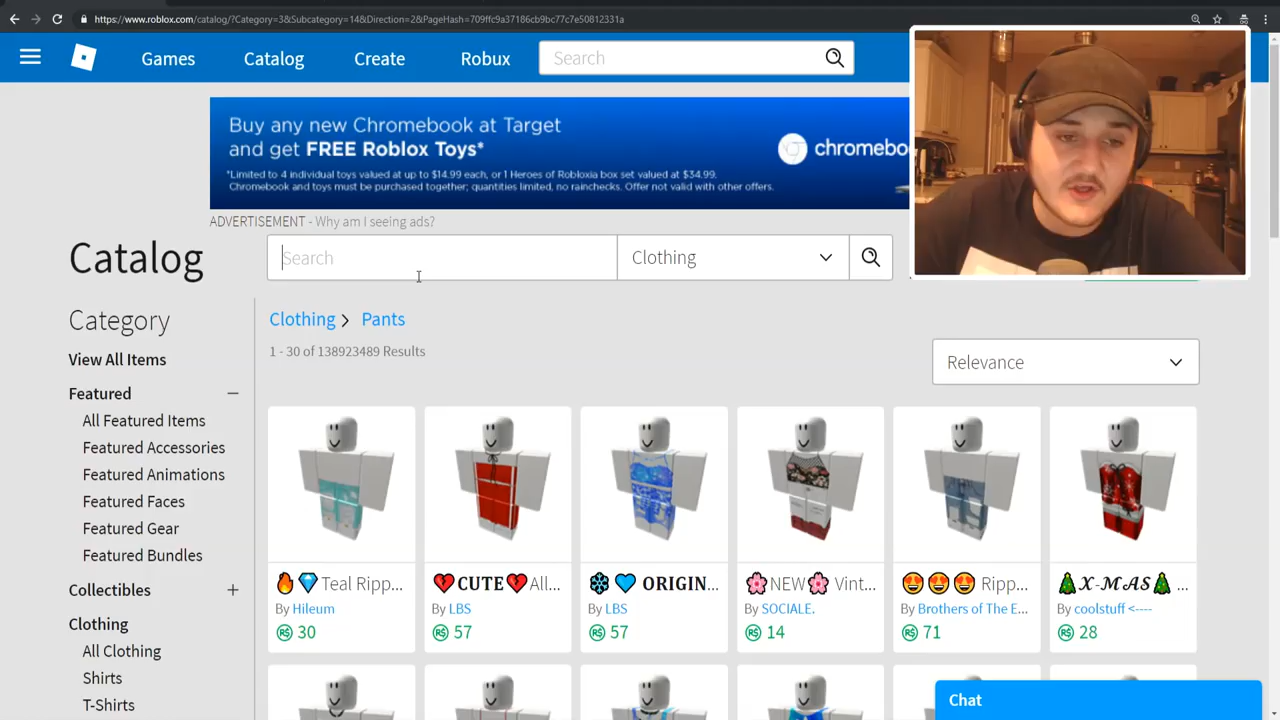 https://www.roblox.com/catalog/?Category=3&Subcategory=14&Direction=2&PageHash=709ffc9a37186cb9bc77c7e50812331a
Games
Catalog
Create
Robux
Search
Buy any new Chromebook at Target
and get FREE Roblox Toys*
*Limited to 4 individual toys valued at up to $14.99 each, or 1 Heroes of Robloxia box set valued at $34.99.
Chromebook and toys must be purchased together; quantities limited, no rainchecks. Offer not valid with other offers.
chromeboo
ADVERTISEMENT - Why am I seeing ads?
Catalog
Search
Clothing
Category
Clothing > Pants
1 - 30 of 138923489 Results
Relevance
View All Items
Featured
All Featured Items
Featured Accessories
Featured Animations
Featured Faces
Featured Gear
Featured Bundles
Collectibles
Clothing
All Clothing
Shirts
T-Shirts
🔥💎Teal Ripp...
By Hileum
R$ 30
💔𝐂𝐔𝐓𝐄💔All...
By LBS
R$ 57
❄💙 𝐎𝐑𝐈𝐆𝐈𝐍...
By LBS
R$ 57
🌸NEW🌸 Vint...
By SOCIALE.
R$ 14
😍😍😍 Ripp...
By Brothers of The E...
R$ 71
🎄𝑿-𝑴𝑨𝑺🎄 ...
By coolstuff <----
R$ 28
Chat